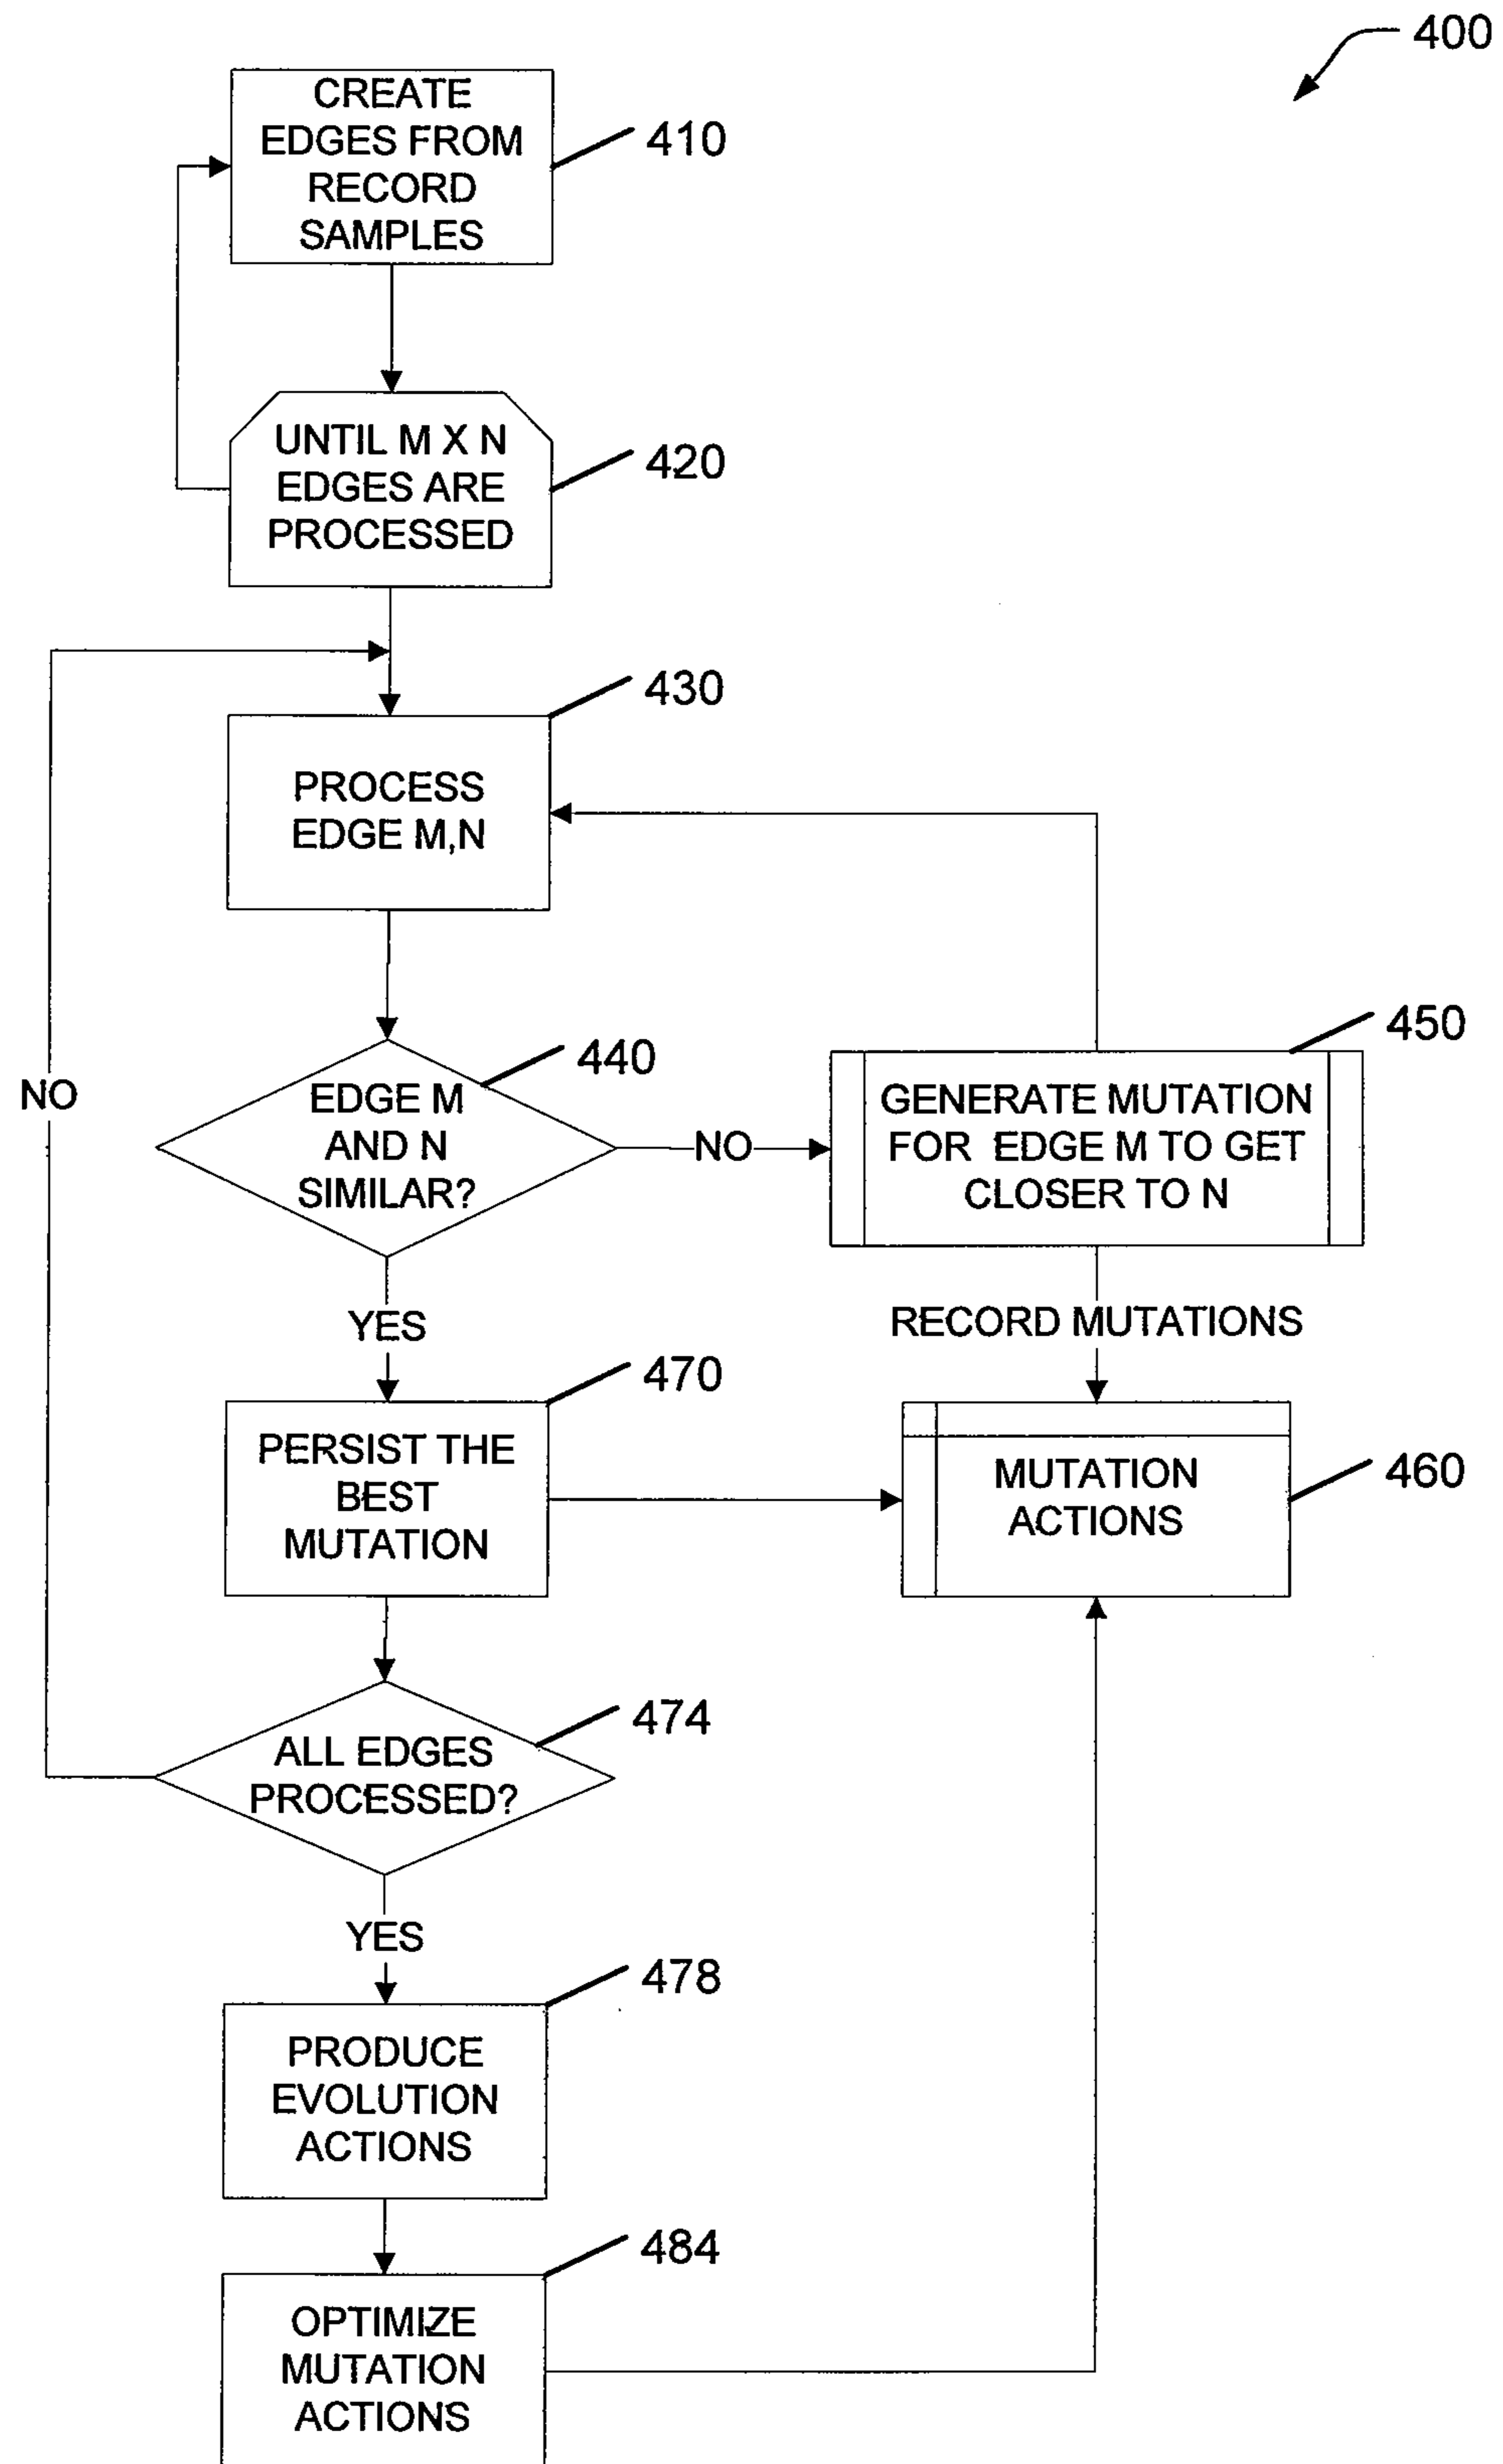 400
CREATE
EDGES FROM
RECORD
SAMPLES
410
UNTIL M X N
EDGES ARE
PROCESSED
420
430
PROCESS
EDGE M,N
440
EDGE M
AND N
SIMILAR?
NO
NO
450
GENERATE MUTATION
FOR EDGE M TO GET
CLOSER TO N
YES
RECORD MUTATIONS
470
PERSIST THE
BEST
MUTATION
MUTATION
ACTIONS
460
474
ALL EDGES
PROCESSED?
YES
478
PRODUCE
EVOLUTION
ACTIONS
484
OPTIMIZE
MUTATION
ACTIONS